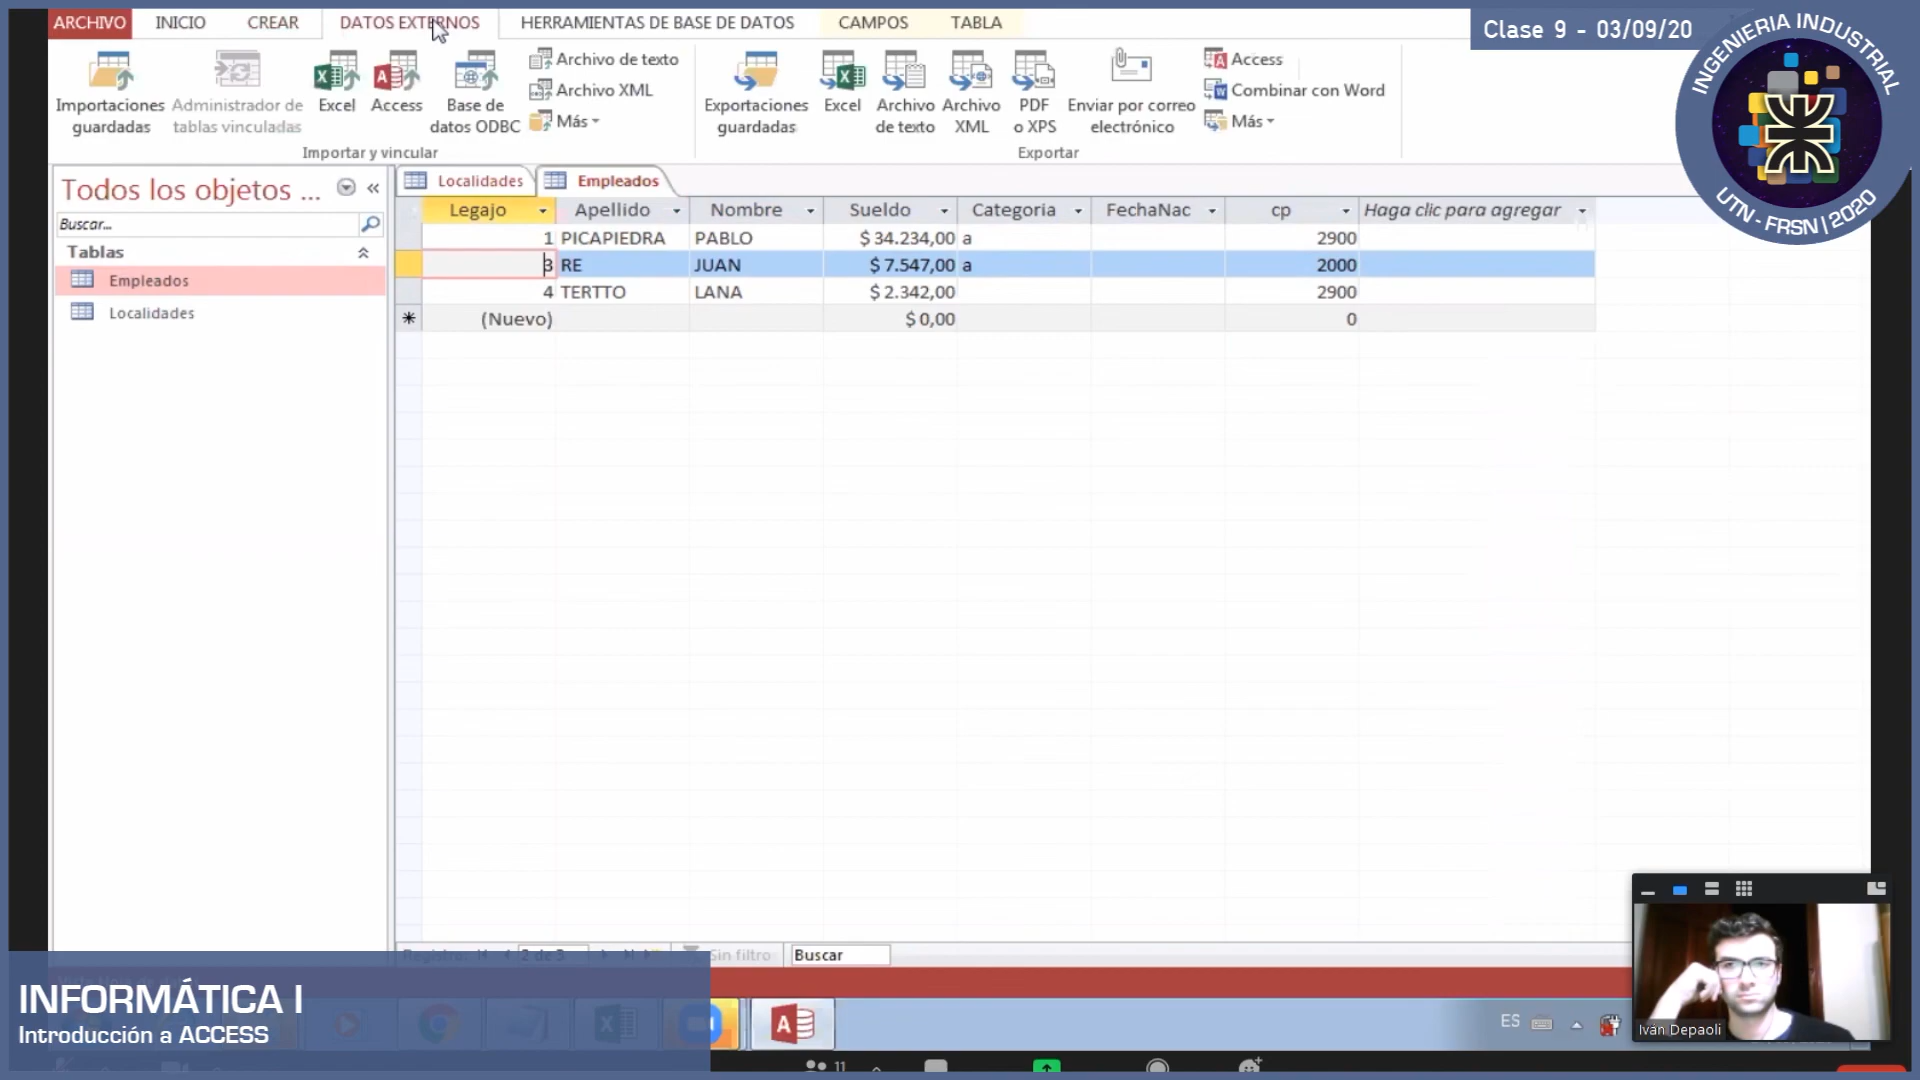 ARCHIVO INICIO CREAR DATOS EXTERNOS HERRAMIENTAS DE BASE DE DATOS CAMPOS TABLA
Clase 9 - 03/09/20
INGENIERIA INDUSTRIAL
UTN - FRSN | 2020
Importaciones guardadas
Administrador de tablas vinculadas
Excel
Access
Base de datos ODBC
Archivo de texto
Archivo XML
Más
Importar y vincular
Exportaciones guardadas
Excel
Archivo de texto
Archivo XML
PDF o XPS
Enviar por correo electrónico
Access
Combinar con Word
Más
Exportar
Todos los objetos ...
Buscar...
Tablas
Empleados
Localidades
Localidades Empleados
Legajo Apellido Nombre Sueldo Categoria FechaNac cp Haga clic para agregar
1 PICAPIEDRA PABLO $ 34.234,00 a 2900
3 RE JUAN $ 7.547,00 a 2000
4 TERTTO LANA $ 2.342,00 2900
* (Nuevo) $ 0,00 0
Registro: 2 de 3 Sin filtro Buscar
INFORMÁTICA I
Introducción a ACCESS
ES
Iván Depaoli
11